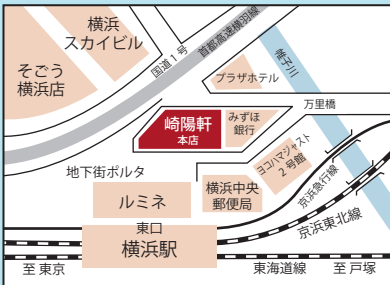 横浜
スカイビル
そごう
横浜店
国道1号
首都高速横羽線
帷子川
プラザホテル
万里橋
崎陽軒
本店
みずほ
銀行
ヨコハマジャスト
2号館
地下街ポルタ
ルミネ
横浜中央
郵便局
京浜急行線
京浜東北線
東口
横浜駅
至東京
東海道線
至戸塚